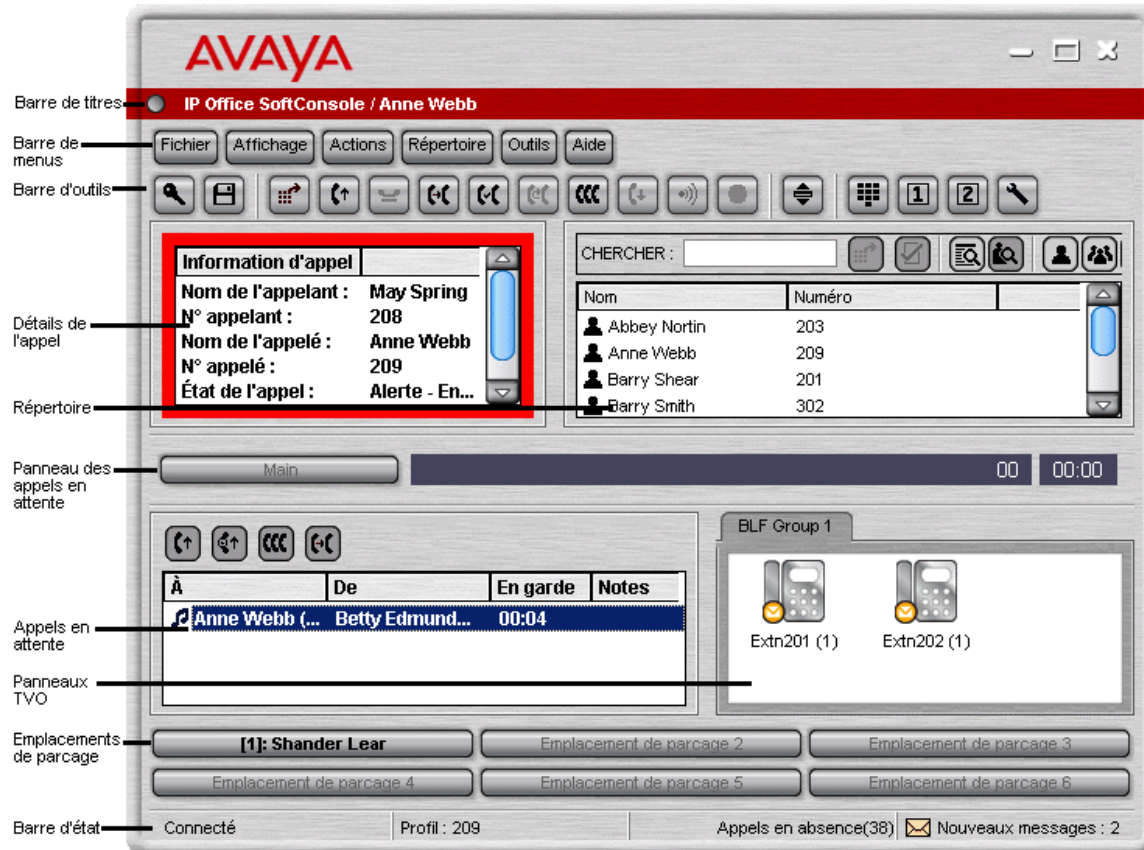 AVAYA
Barre de titres
IP Office SoftConsole / Anne Webb
Barre de
menus
Fichier
Affichage
Actions
Répertoire
Outils
Aide
Barre d'outils
1
2
Détails de
l'appel
Information d'appel
Nom de l'appelant : May Spring
N° appelant : 208
Nom de l'appelé : Anne Webb
N° appelé : 209
État de l'appel : Alerte - En...
CHERCHER :
Nom Numéro
Abbey Nortin 203
Anne Webb 209
Barry Shear 201
Barry Smith 302
Répertoire
Panneau des
appels en
attente
Main
00
00:00
À De En garde Notes
Anne Webb (... Betty Edmund... 00:04
Appels en
attente
BLF Group 1
Extn201 (1)
Extn202 (1)
Panneaux
TVO
Emplacements
de parcage
[1]: Shander Lear
Emplacement de parcage 2
Emplacement de parcage 3
Emplacement de parcage 4
Emplacement de parcage 5
Emplacement de parcage 6
Barre d'état
Connecté
Profil : 209
Appels en absence(38)
Nouveaux messages : 2